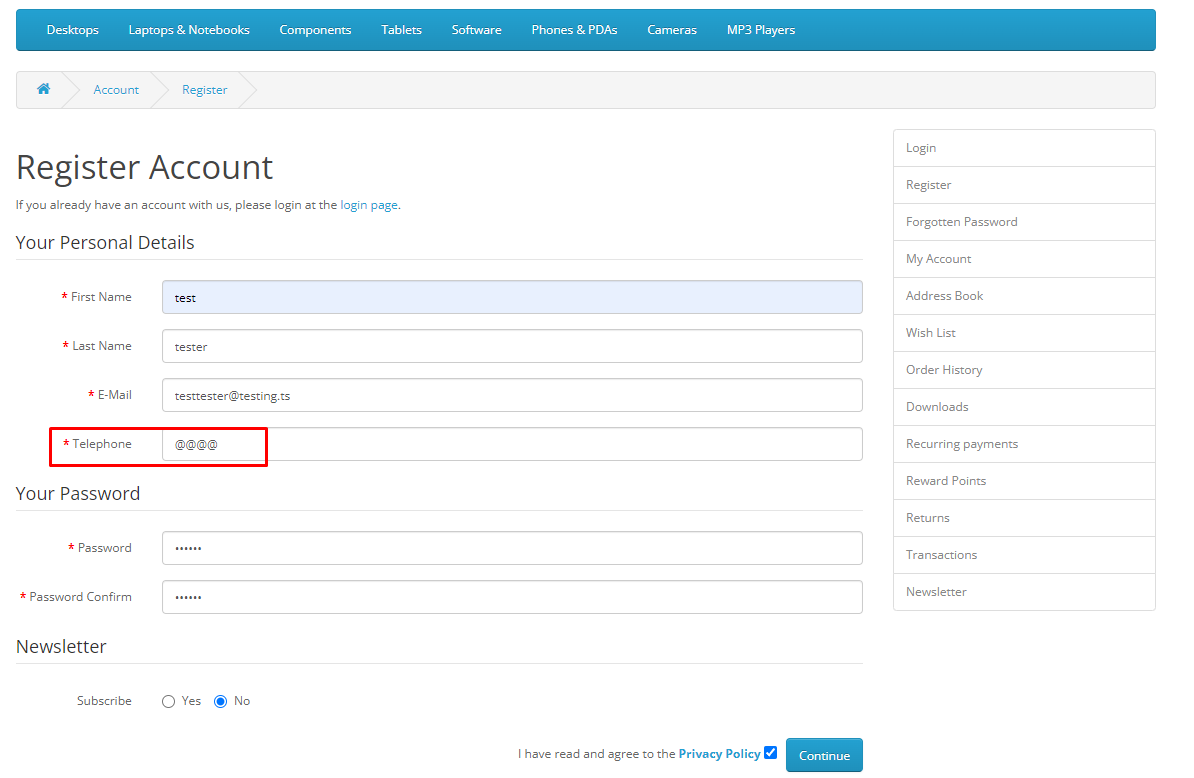 Desktops Laptops & Notebooks Components Tablets Software Phones & PDAs Cameras MP3 Players
Account Register
Register Account
If you already have an account with us, please login at the login page.
Your Personal Details
* First Name test
* Last Name tester
* E-Mail testtester@testing.ts
* Telephone @@@@
Your Password
* Password ••••••
* Password Confirm ••••••
Newsletter
Subscribe Yes No
I have read and agree to the Privacy Policy Continue
Login
Register
Forgotten Password
My Account
Address Book
Wish List
Order History
Downloads
Recurring payments
Reward Points
Returns
Transactions
Newsletter